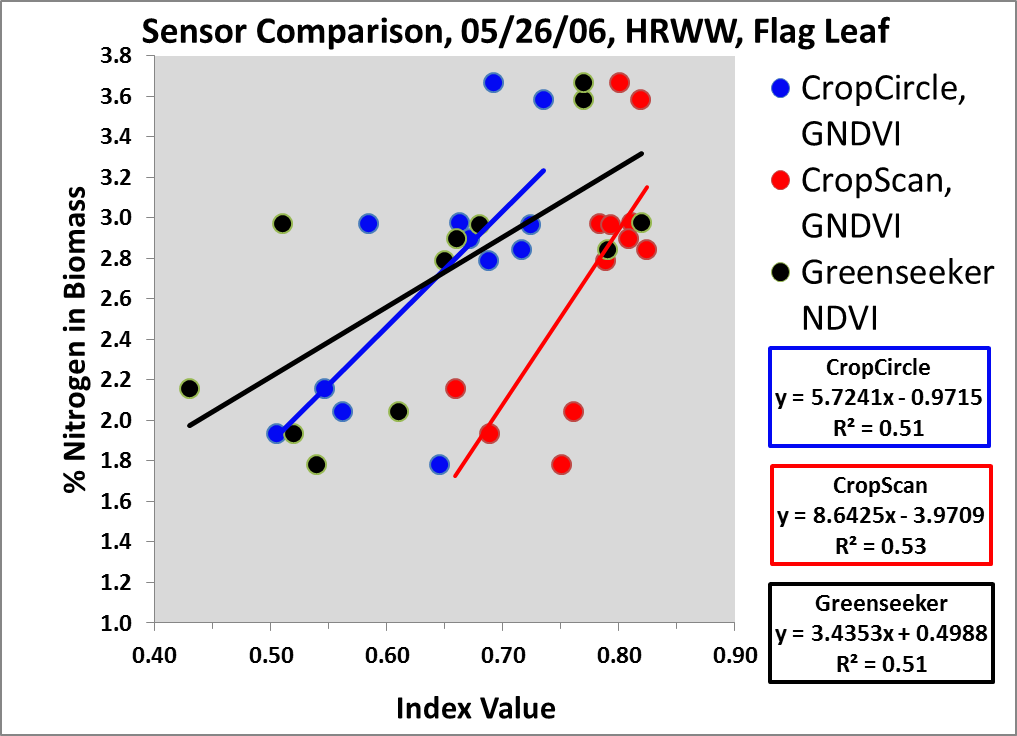 Sensor Comparison, 05/26/06, HRWW, Flag Leaf
% Nitrogen in Biomass
3.8
3.6
3.4
3.2
3.0
2.8
2.6
2.4
2.2
2.0
1.8
1.6
1.4
1.2
1.0
0.40 0.50 0.60 0.70 0.80 0.90
Index Value
CropCircle,
GNDVI
CropScan,
GNDVI
Greenseeker
NDVI
CropCircle
y = 5.7241x - 0.9715
R² = 0.51
CropScan
y = 8.6425x - 3.9709
R² = 0.53
Greenseeker
y = 3.4353x + 0.4988
R² = 0.51